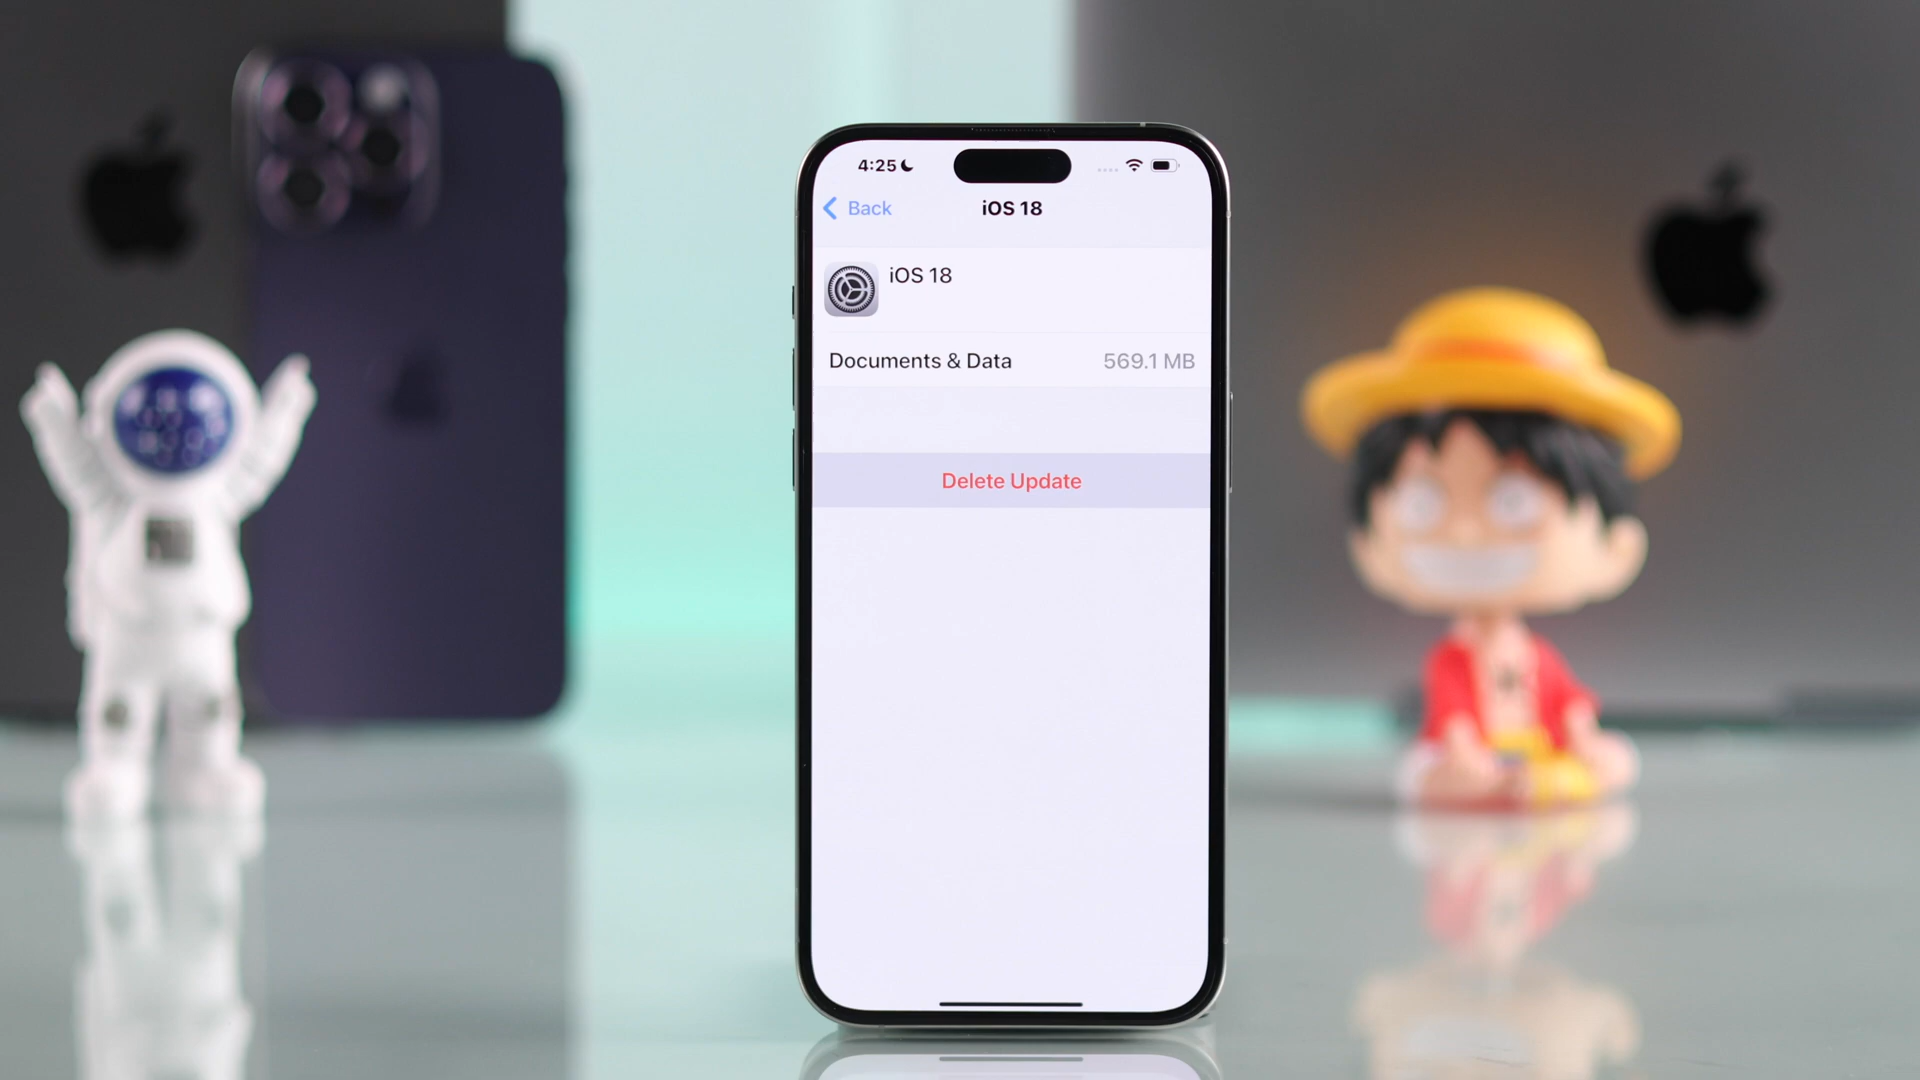 4:25
Back
iOS 18
iOS 18
Documents & Data
569.1 MB
Delete Update